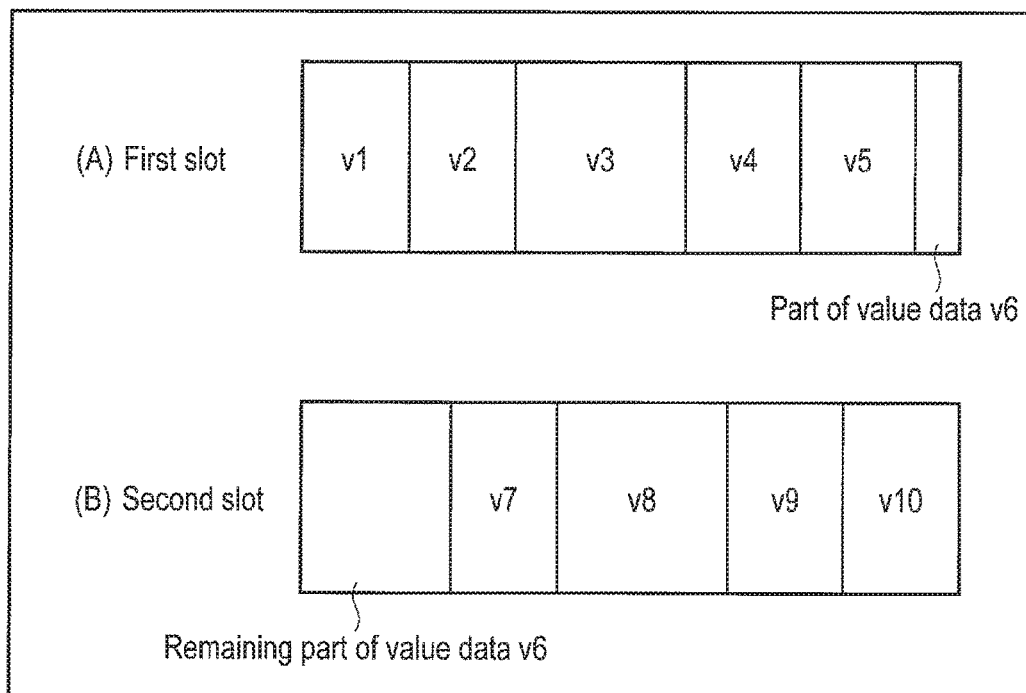 (A) First slot
v1 v2 v3 v4 v5
Part of value data v6
(B) Second slot
v7 v8 v9 v10
Remaining part of value data v6